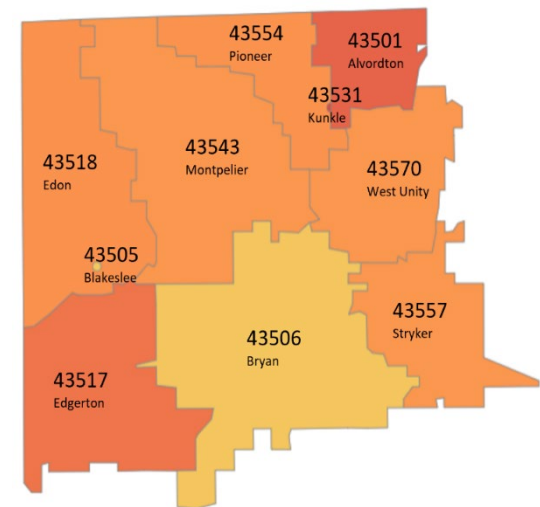 43554
Pioneer
43501
Alvordton
43531
Kunkle
43543
Montpelier
43518
Edon
43570
West Unity
43505
Blakeslee
43557
Stryker
43506
Bryan
43517
Edgerton